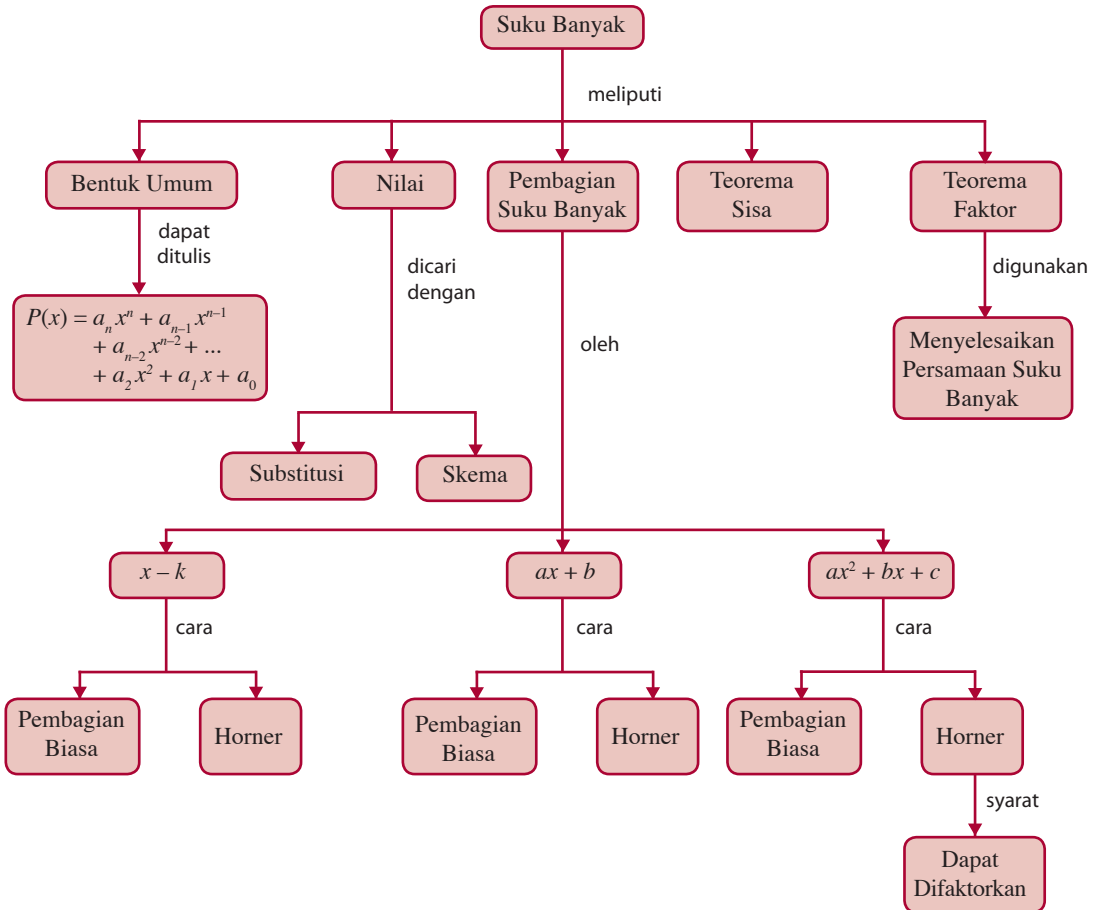 Suku Banyak
meliputi
Bentuk Umum
Nilai
Pembagian
Suku Banyak
Teorema
Sisa
Teorema
Faktor
dapat
ditulis
dicari
dengan
oleh
digunakan
P(x) = aₙxⁿ + aₙ₋₁xⁿ⁻¹
+ aₙ₋₂xⁿ⁻² + ...
+ a₂x² + a₁x + a₀
Menyelesaikan
Persamaan Suku
Banyak
Substitusi
Skema
x – k
ax + b
ax² + bx + c
cara
cara
cara
Pembagian
Biasa
Horner
Pembagian
Biasa
Horner
Pembagian
Biasa
Horner
syarat
Dapat
Difaktorkan